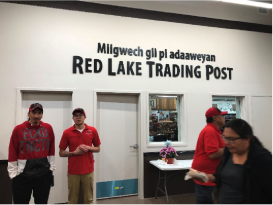 Miigwech gii pi adaaweyan
RED LAKE TRADING POST